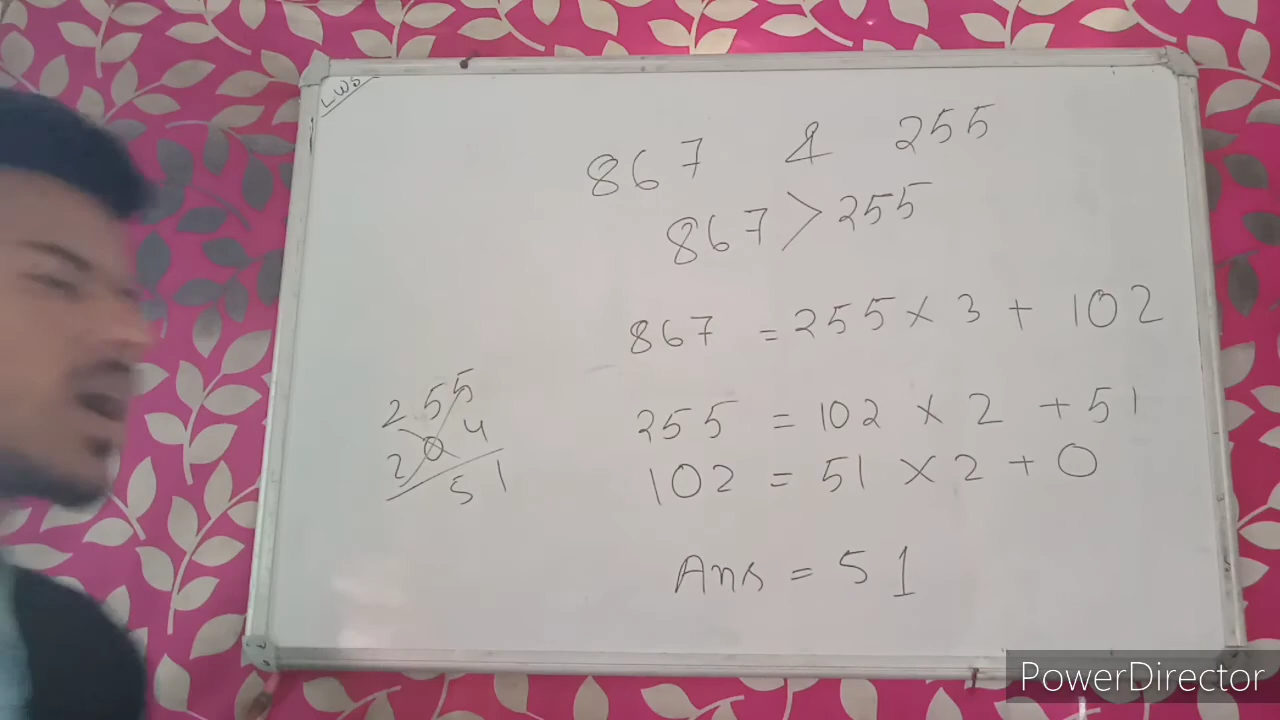 LWS
867 & 255
867 > 255
867 = 255 × 3 + 102
255
204
51
255 = 102 × 2 + 51
102 = 51 × 2 + 0
Ans = 51
PowerDirector